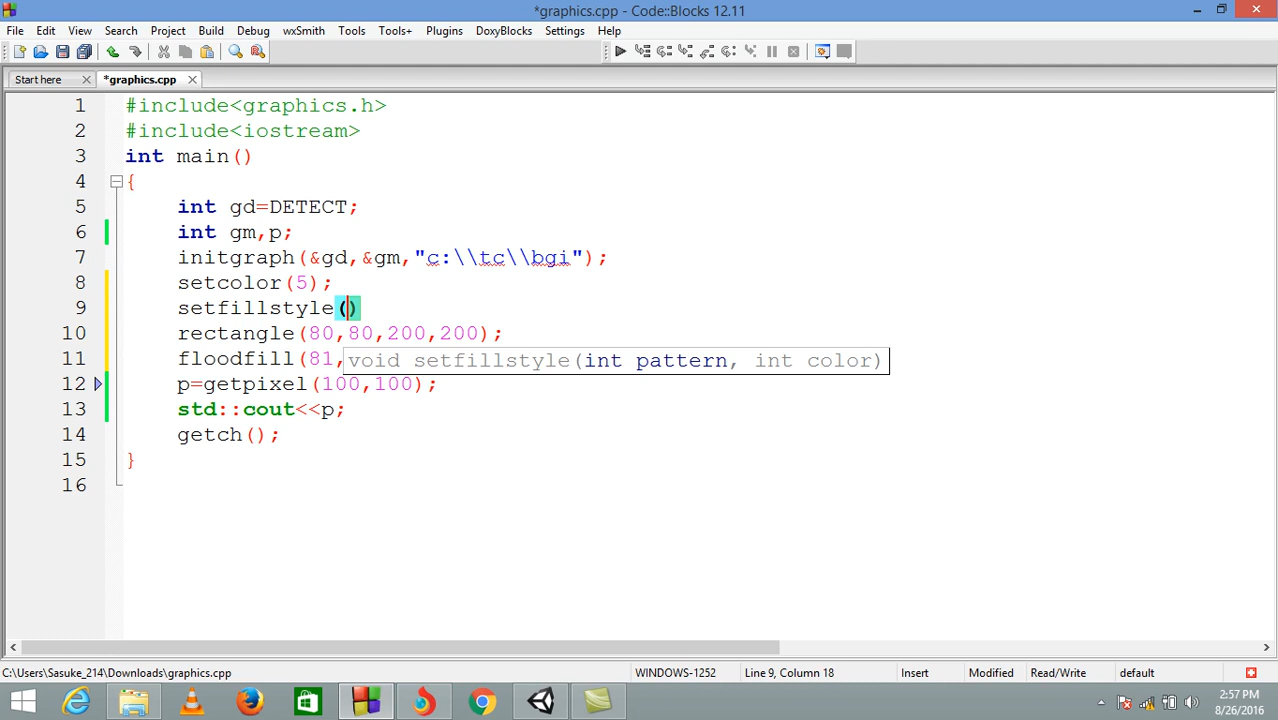 *graphics.cpp - Code::Blocks 12.11
File Edit View Search Project Build Debug wxSmith Tools Tools+ Plugins DoxyBlocks Settings Help
Start here *graphics.cpp
1 #include<graphics.h>
2 #include<iostream>
3 int main()
4 {
5 int gd=DETECT;
6 int gm,p;
7 initgraph(&gd,&gm,"c:\\tc\\bgi");
8 setcolor(5);
9 setfillstyle()
10 rectangle(80,80,200,200);
11 floodfill(81, void setfillstyle(int pattern, int color)
12 p=getpixel(100,100);
13 std::cout<<p;
14 getch();
15 }
16
C:\Users\Sasuke_214\Downloads\graphics.cpp WINDOWS-1252 Line 9, Column 18 Insert Modified Read/Write default
2:57 PM
8/26/2016